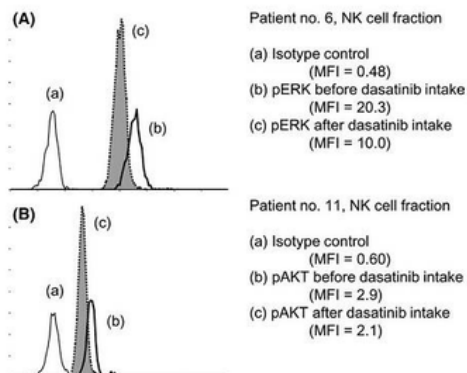 (A)
(a)
(c)
(b)
Patient no. 6, NK cell fraction
(a) Isotype control
(MFI = 0.48)
(b) pERK before dasatinib intake
(MFI = 20.3)
(c) pERK after dasatinib intake
(MFI = 10.0)
(B)
(a)
(c)
(b)
Patient no. 11, NK cell fraction
(a) Isotype control
(MFI = 0.60)
(b) pAKT before dasatinib intake
(MFI = 2.9)
(c) pAKT after dasatinib intake
(MFI = 2.1)